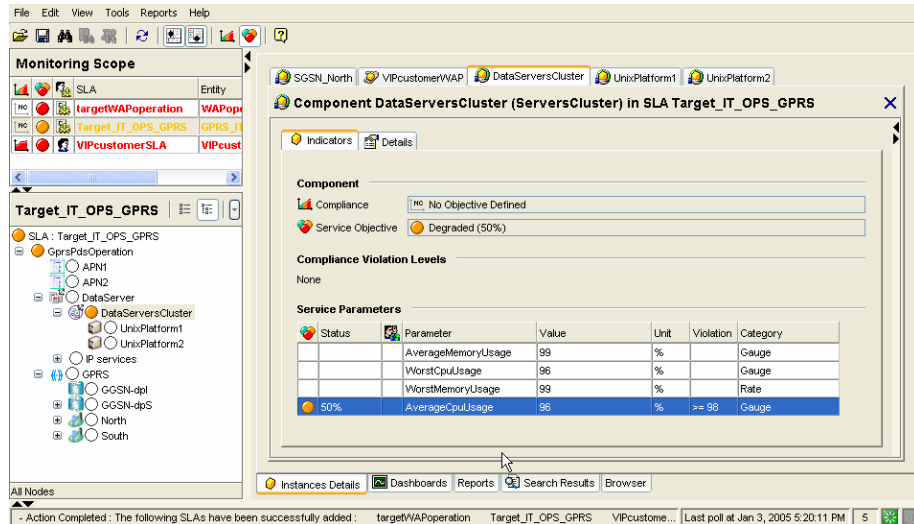 File Edit View Tools Reports Help
Monitoring Scope
SLA Entity
NC targetWAPoperation WAPope
NC Target_IT_OPS_GPRS GPRS_I
VIPcustomerSLA VIPcust
Target_IT_OPS_GPRS
SLA : Target_IT_OPS_GPRS
GprsPdsOperation
APN1
APN2
DataServer
DataServersCluster
UnixPlatform1
UnixPlatform2
IP services
GPRS
GGSN-dpl
GGSN-dpS
North
South
All Nodes
SGSN_North VIPcustomerWAP DataServersCluster UnixPlatform1 UnixPlatform2
Component DataServersCluster (ServersCluster) in SLA Target_IT_OPS_GPRS
Indicators Details
Component
Compliance NC No Objective Defined
Service Objective Degraded (50%)
Compliance Violation Levels
None
Service Parameters
Status Parameter Value Unit Violation Category
AverageMemoryUsage 99 % Gauge
WorstCpuUsage 96 % Gauge
WorstMemoryUsage 99 % Rate
50% AverageCpuUsage 96 % >= 98 Gauge
Instances Details Dashboards Reports Search Results Browser
- Action Completed : The following SLAs have been successfully added : targetWAPoperation Target_IT_OPS_GPRS VIPcustome... Last poll at Jan 3, 2005 5:20:11 PM 5